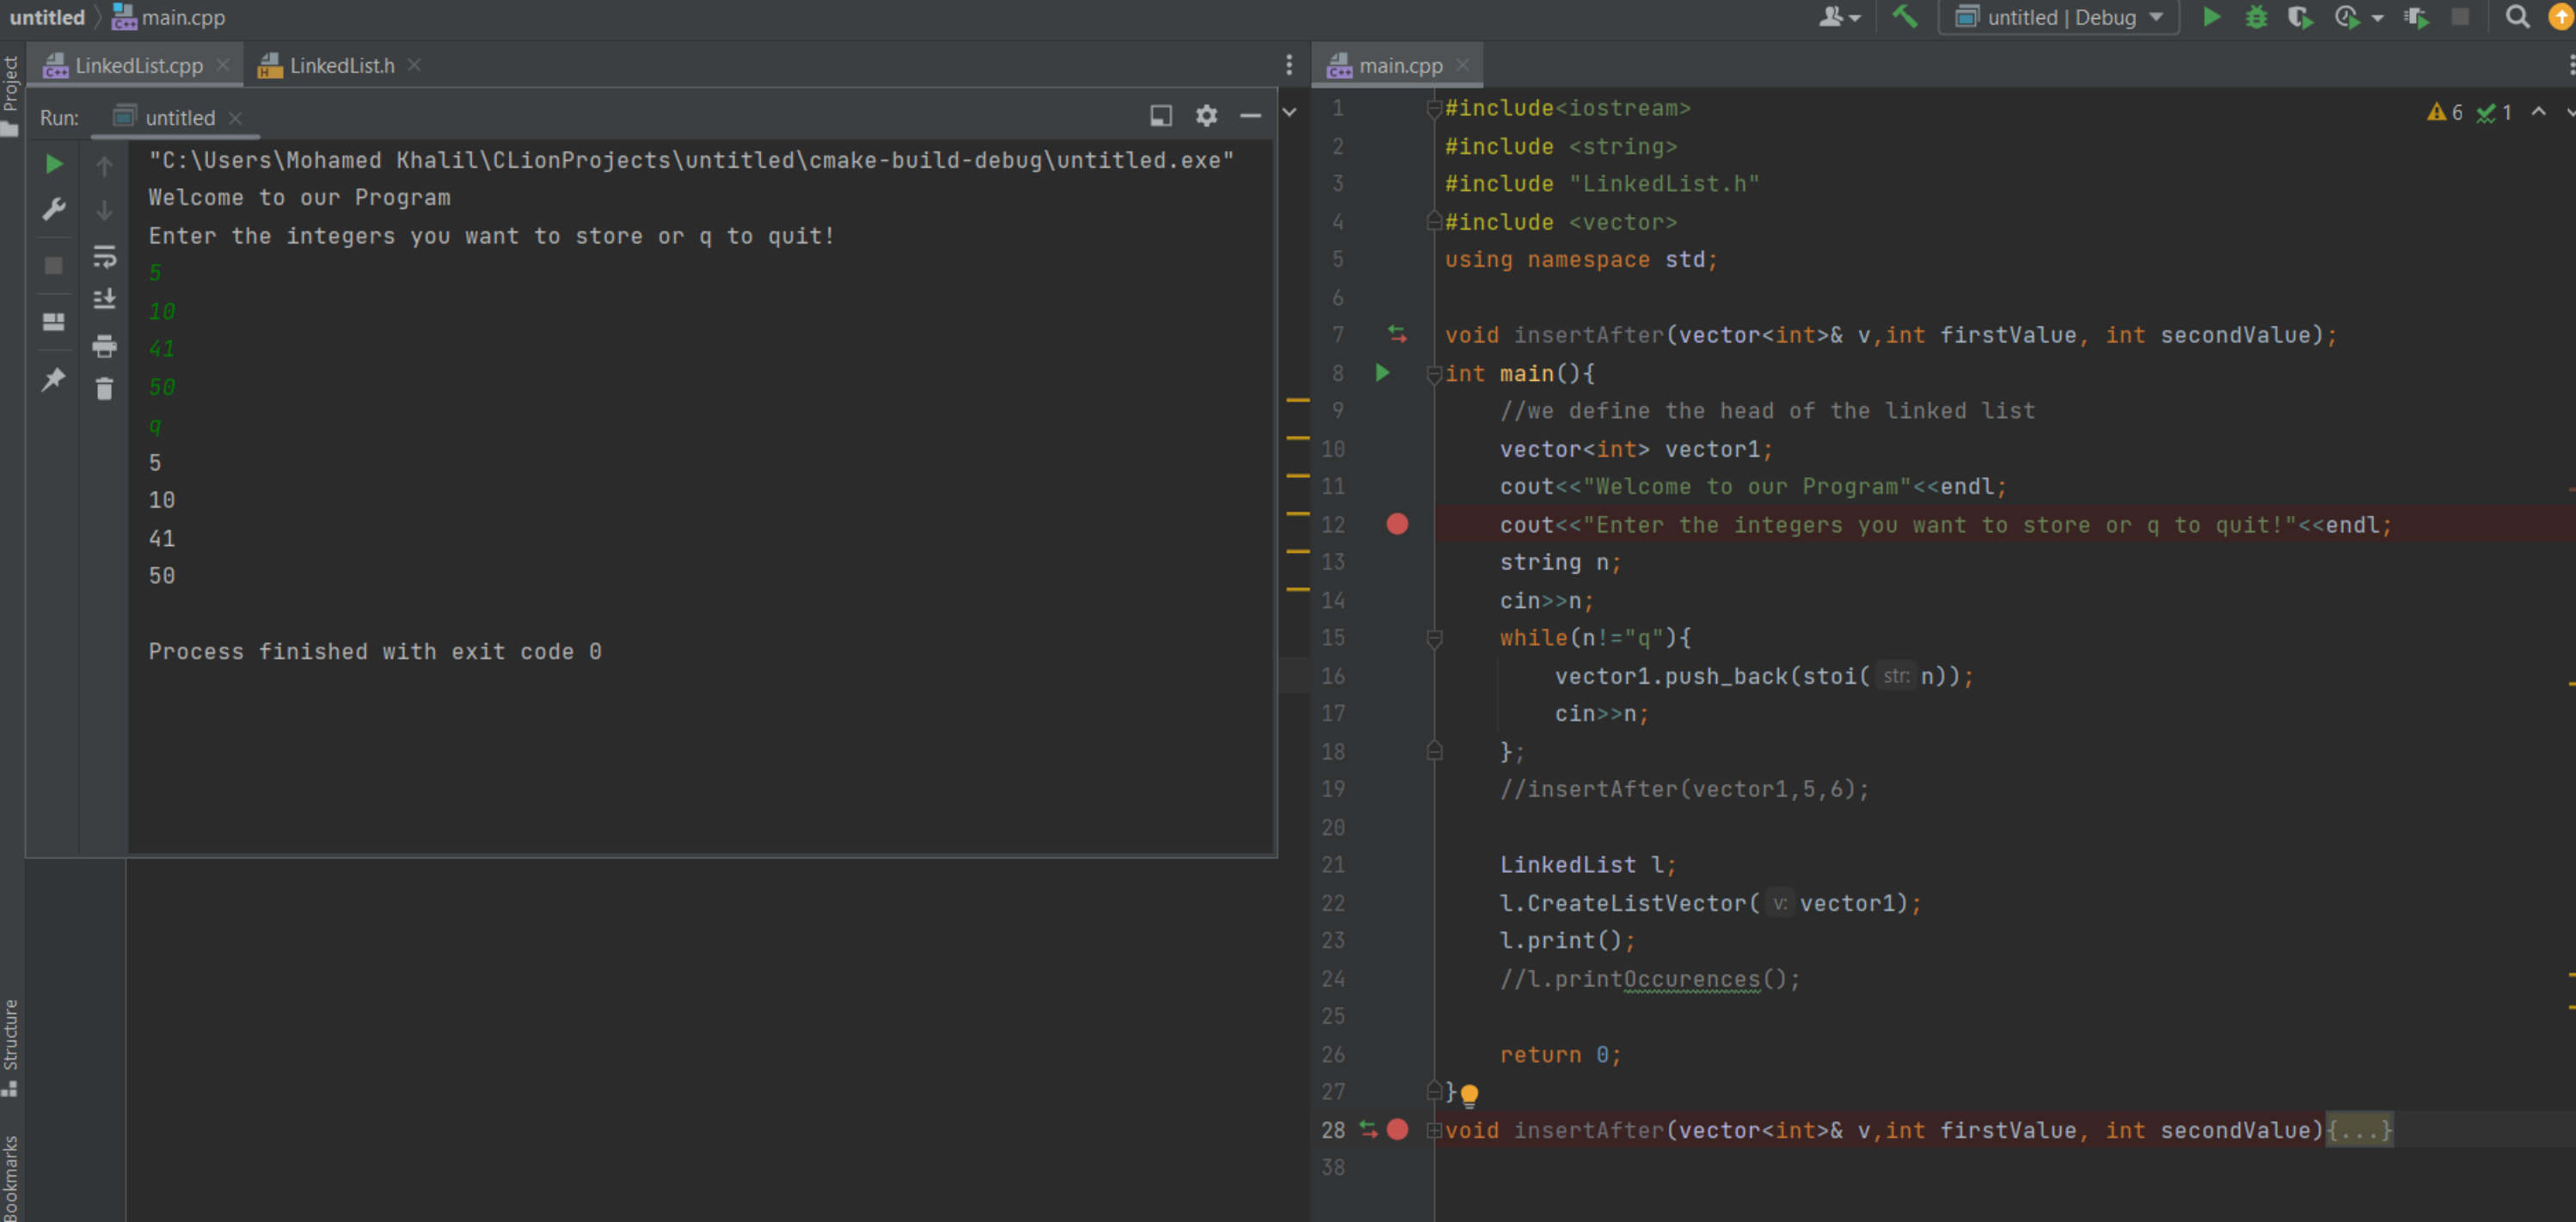 untitled main.cpp
untitled | Debug
Project
LinkedList.cpp
LinkedList.h
Run: untitled
"C:\Users\Mohamed Khalil\CLionProjects\untitled\cmake-build-debug\untitled.exe"
Welcome to our Program
Enter the integers you want to store or q to quit!
5
10
41
50
q
5
10
41
50
Process finished with exit code 0
Structure
Bookmarks
main.cpp
6 1
1 #include<iostream>
2 #include <string>
3 #include "LinkedList.h"
4 #include <vector>
5 using namespace std;
6
7 void insertAfter(vector<int>& v,int firstValue, int secondValue);
8 int main(){
9 //we define the head of the linked list
10 vector<int> vector1;
11 cout<<"Welcome to our Program"<<endl;
12 cout<<"Enter the integers you want to store or q to quit!"<<endl;
13 string n;
14 cin>>n;
15 while(n!="q"){
16 vector1.push_back(stoi( str: n));
17 cin>>n;
18 };
19 //insertAfter(vector1,5,6);
20
21 LinkedList l;
22 l.CreateListVector( v: vector1);
23 l.print();
24 //l.printOccurences();
25
26 return 0;
27 }
28 void insertAfter(vector<int>& v,int firstValue, int secondValue){...}
38